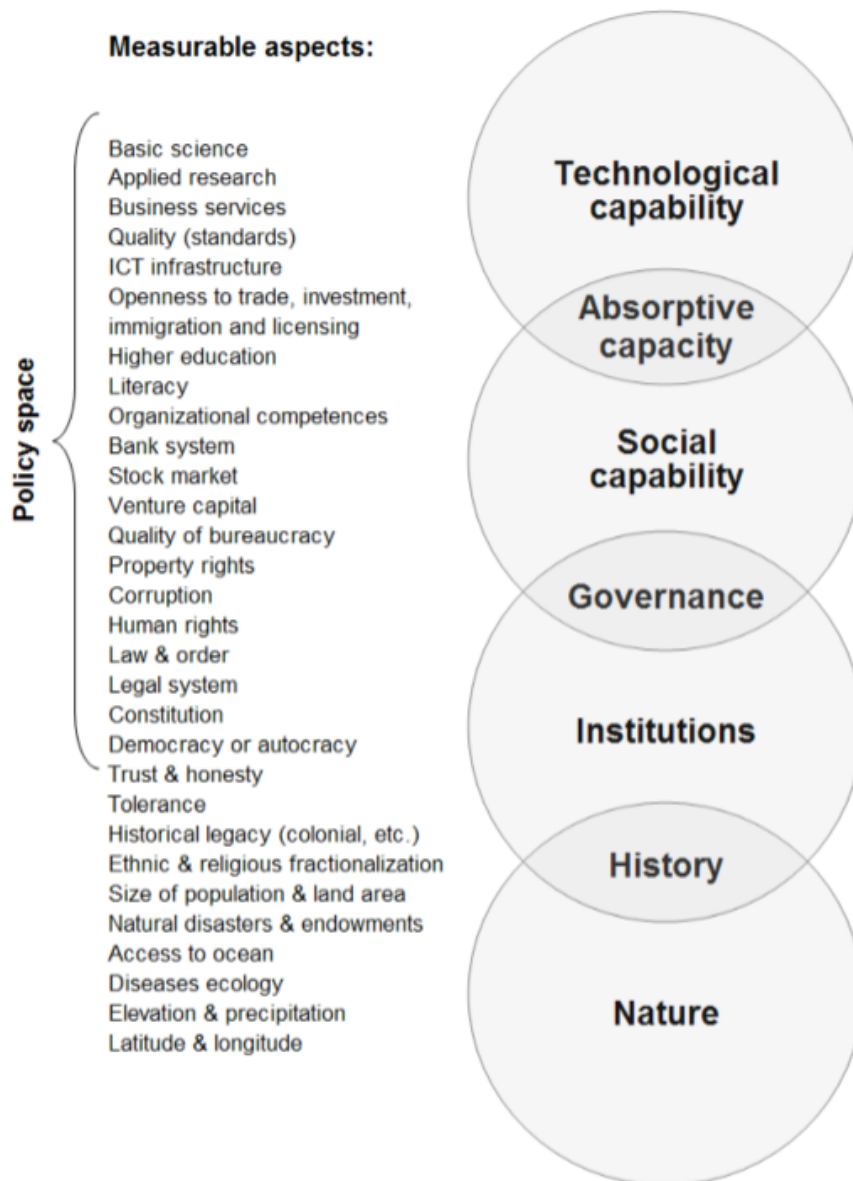 Measurable aspects:
Policy space
Basic science
Applied research
Business services
Quality (standards)
ICT infrastructure
Openness to trade, investment,
immigration and licensing
Higher education
Literacy
Organizational competences
Bank system
Stock market
Venture capital
Quality of bureaucracy
Property rights
Corruption
Human rights
Law & order
Legal system
Constitution
Democracy or autocracy
Trust & honesty
Tolerance
Historical legacy (colonial, etc.)
Ethnic & religious fractionalization
Size of population & land area
Natural disasters & endowments
Access to ocean
Diseases ecology
Elevation & precipitation
Latitude & longitude
Technological
capability
Absorptive
capacity
Social
capability
Governance
Institutions
History
Nature